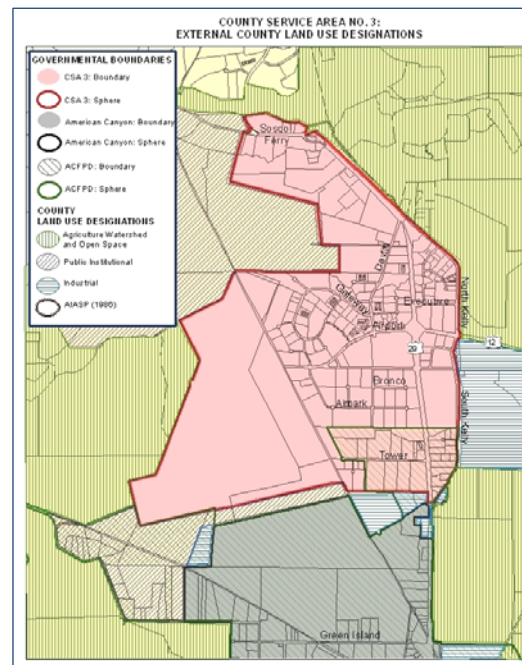 COUNTY SERVICE AREA NO. 3:
EXTERNAL COUNTY LAND USE DESIGNATIONS
GOVERNMENTAL BOUNDARIES
CSA 3: Boundary
CSA 3: Sphere
American Canyon: Boundary
American Canyon: Sphere
ACFPD: Boundary
ACFPD: Sphere
COUNTY
LAND USE DESIGNATIONS
Agriculture Watershed
and Open Space
Public Institutional
Industrial
AIASP (1986)
Soscol
Ferry
Devlin
Gateway
Executive
North Kelly
Airport
29
12
Bronco
Airpark
South Kelly
Tower
Green Island